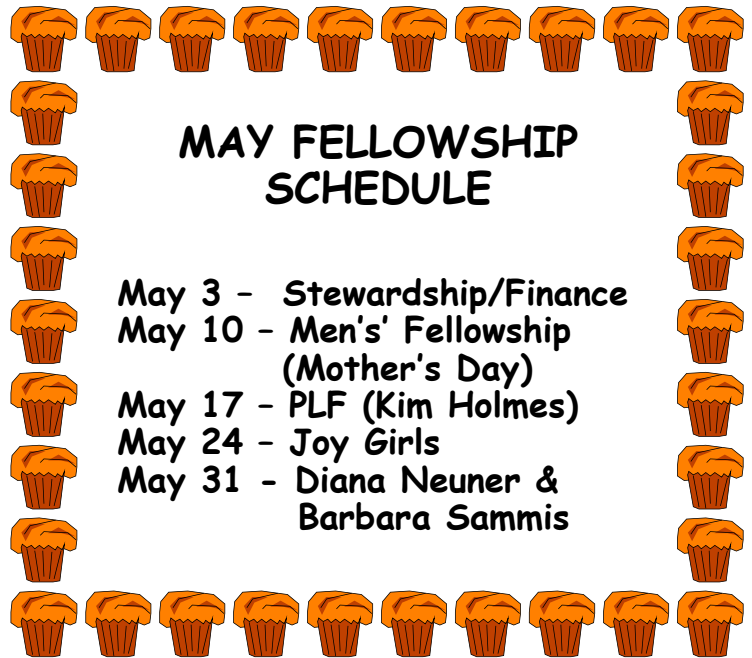 MAY FELLOWSHIP
SCHEDULE
May 3 – Stewardship/Finance
May 10 – Men's' Fellowship
(Mother's Day)
May 17 – PLF (Kim Holmes)
May 24 – Joy Girls
May 31 - Diana Neuner &
Barbara Sammis